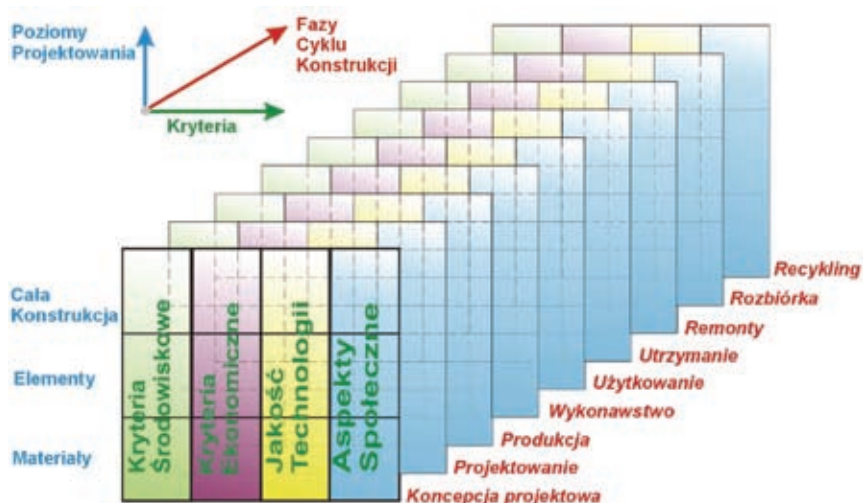 Poziomy
Projektowania
Fazy
Cyklu
Konstrukcji
Kryteria
Cała
Konstrukcja
Elementy
Materiały
Kryteria
Środowiskowe
Kryteria
Ekonomiczne
Jakość
Technologii
Aspekty
Społeczne
Recykling
Rozbiórka
Remonty
Utrzymanie
Użytkowanie
Wykonawstwo
Produkcja
Projektowanie
Koncepcja projektowa